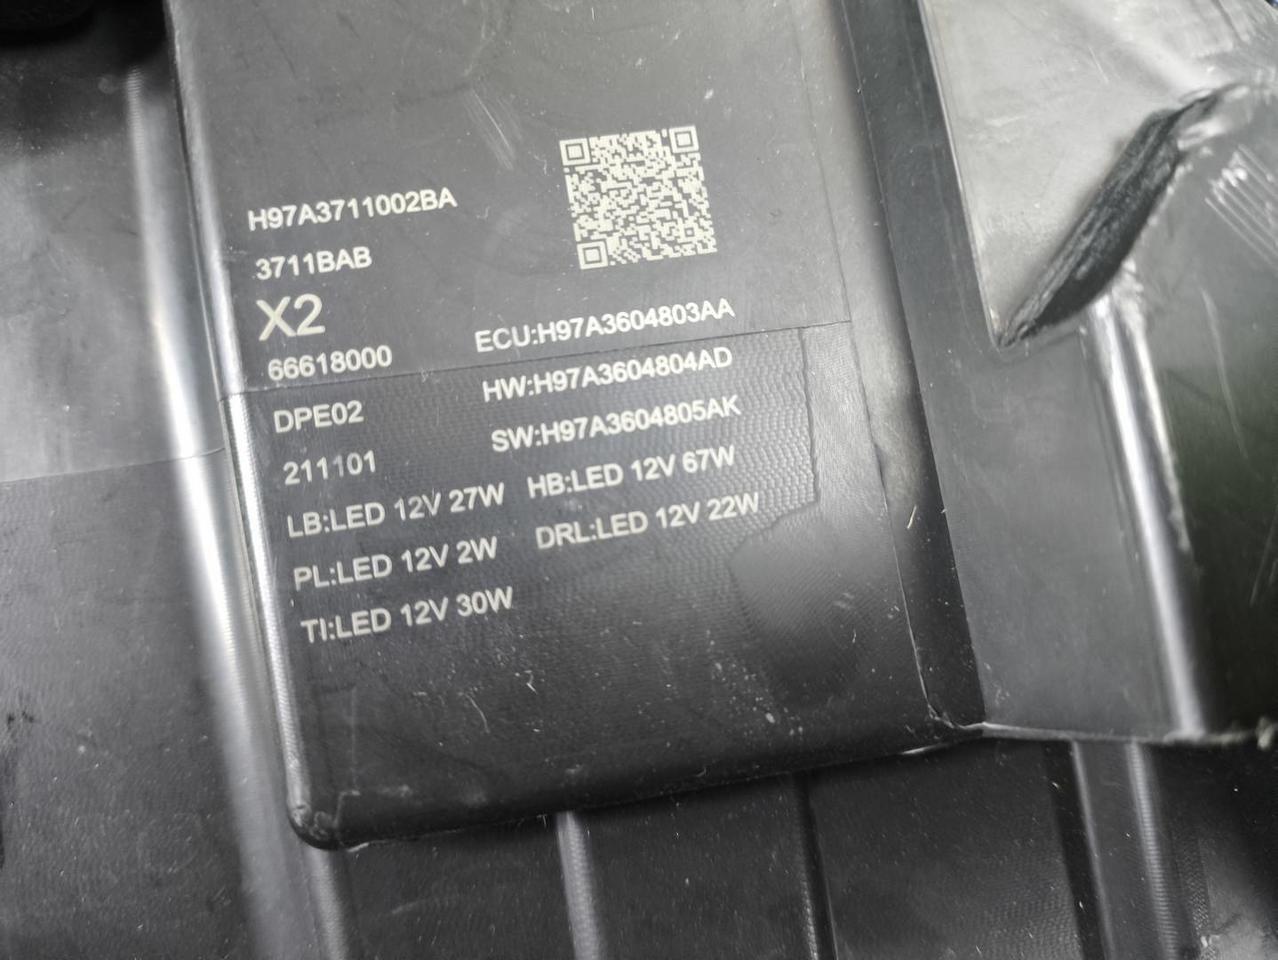 H97A3711002BA
3711BAB
X2
66618000
ECU:H97A3604803AA
DPE02
HW:H97A3604804AD
211101
SW:H97A3604805AK
LB:LED 12V 27W
HB:LED 12V 67W
PL:LED 12V 2W
DRL:LED 12V 22W
TI:LED 12V 30W